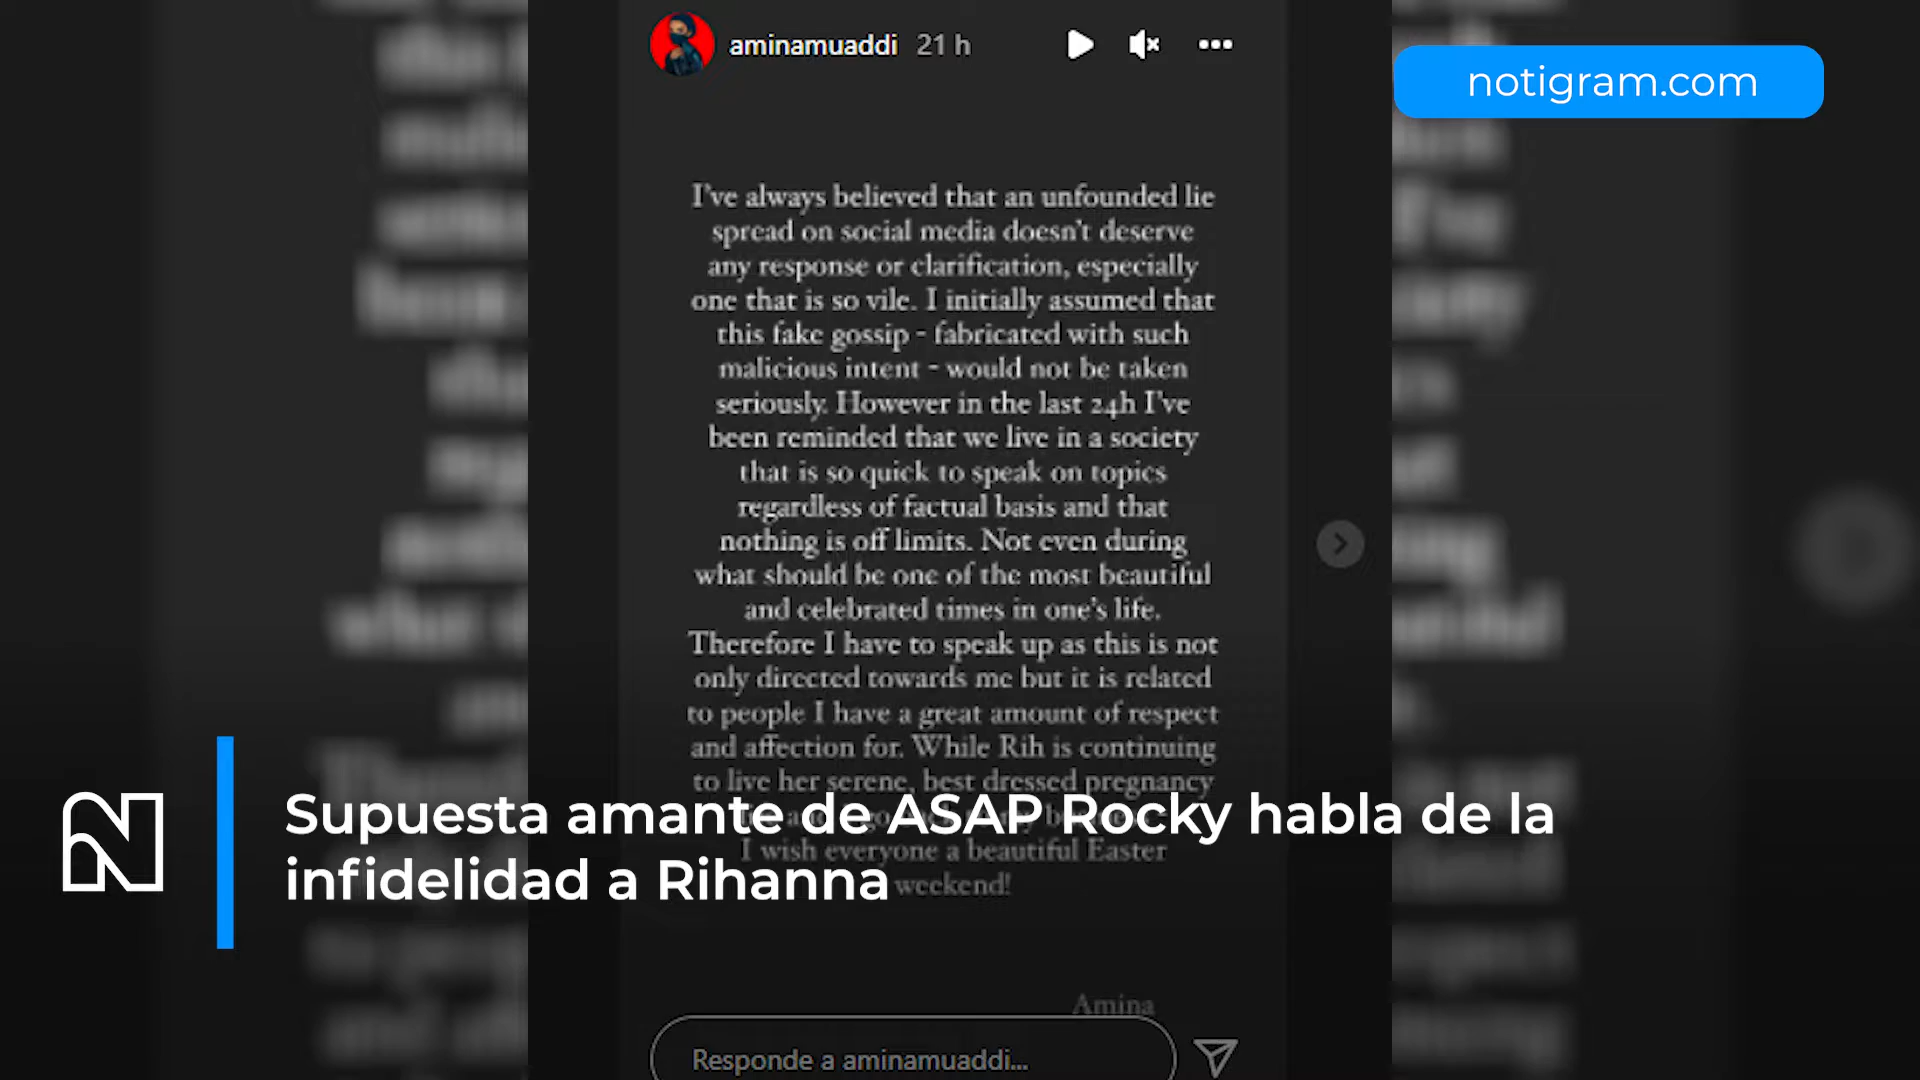 aminamuaddi 21 h
notigram.com
I've always believed that an unfounded lie
spread on social media doesn't deserve
any response or clarification, especially
one that is so vile. I initially assumed that
this fake gossip - fabricated with such
malicious intent - would not be taken
seriously. However in the last 24h I've
been reminded that we live in a society
that is so quick to speak on topics
regardless of factual basis and that
nothing is off limits. Not even during
what should be one of the most beautiful
and celebrated times in one's life.
Therefore I have to speak up as this is not
only directed towards me but it is related
to people I have a great amount of respect
and affection for. While Rih is continuing
to live her serene, best dressed pregnancy
I wish everyone a beautiful Easter
weekend!
Supuesta amante de ASAP Rocky habla de la
infidelidad a Rihanna
Amina
Responde a aminamuaddi...